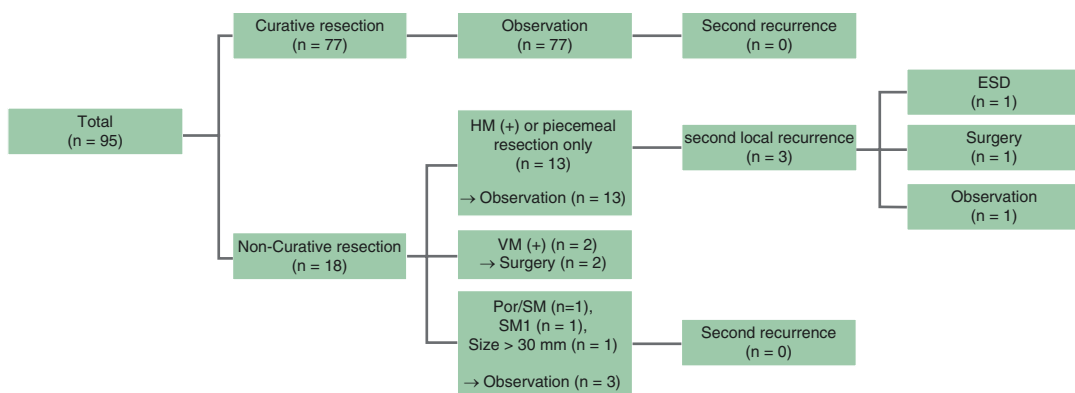 Total
(n = 95)
Curative resection
(n = 77)
Observation
(n = 77)
Second recurrence
(n = 0)
Non-Curative resection
(n = 18)
HM (+) or piecemeal
resection only
(n = 13)
→ Observation (n = 13)
second local recurrence
(n = 3)
ESD
(n = 1)
Surgery
(n = 1)
Observation
(n = 1)
VM (+) (n = 2)
→ Surgery (n = 2)
Por/SM (n=1),
SM1 (n = 1),
Size > 30 mm (n = 1)
→ Observation (n = 3)
Second recurrence
(n = 0)